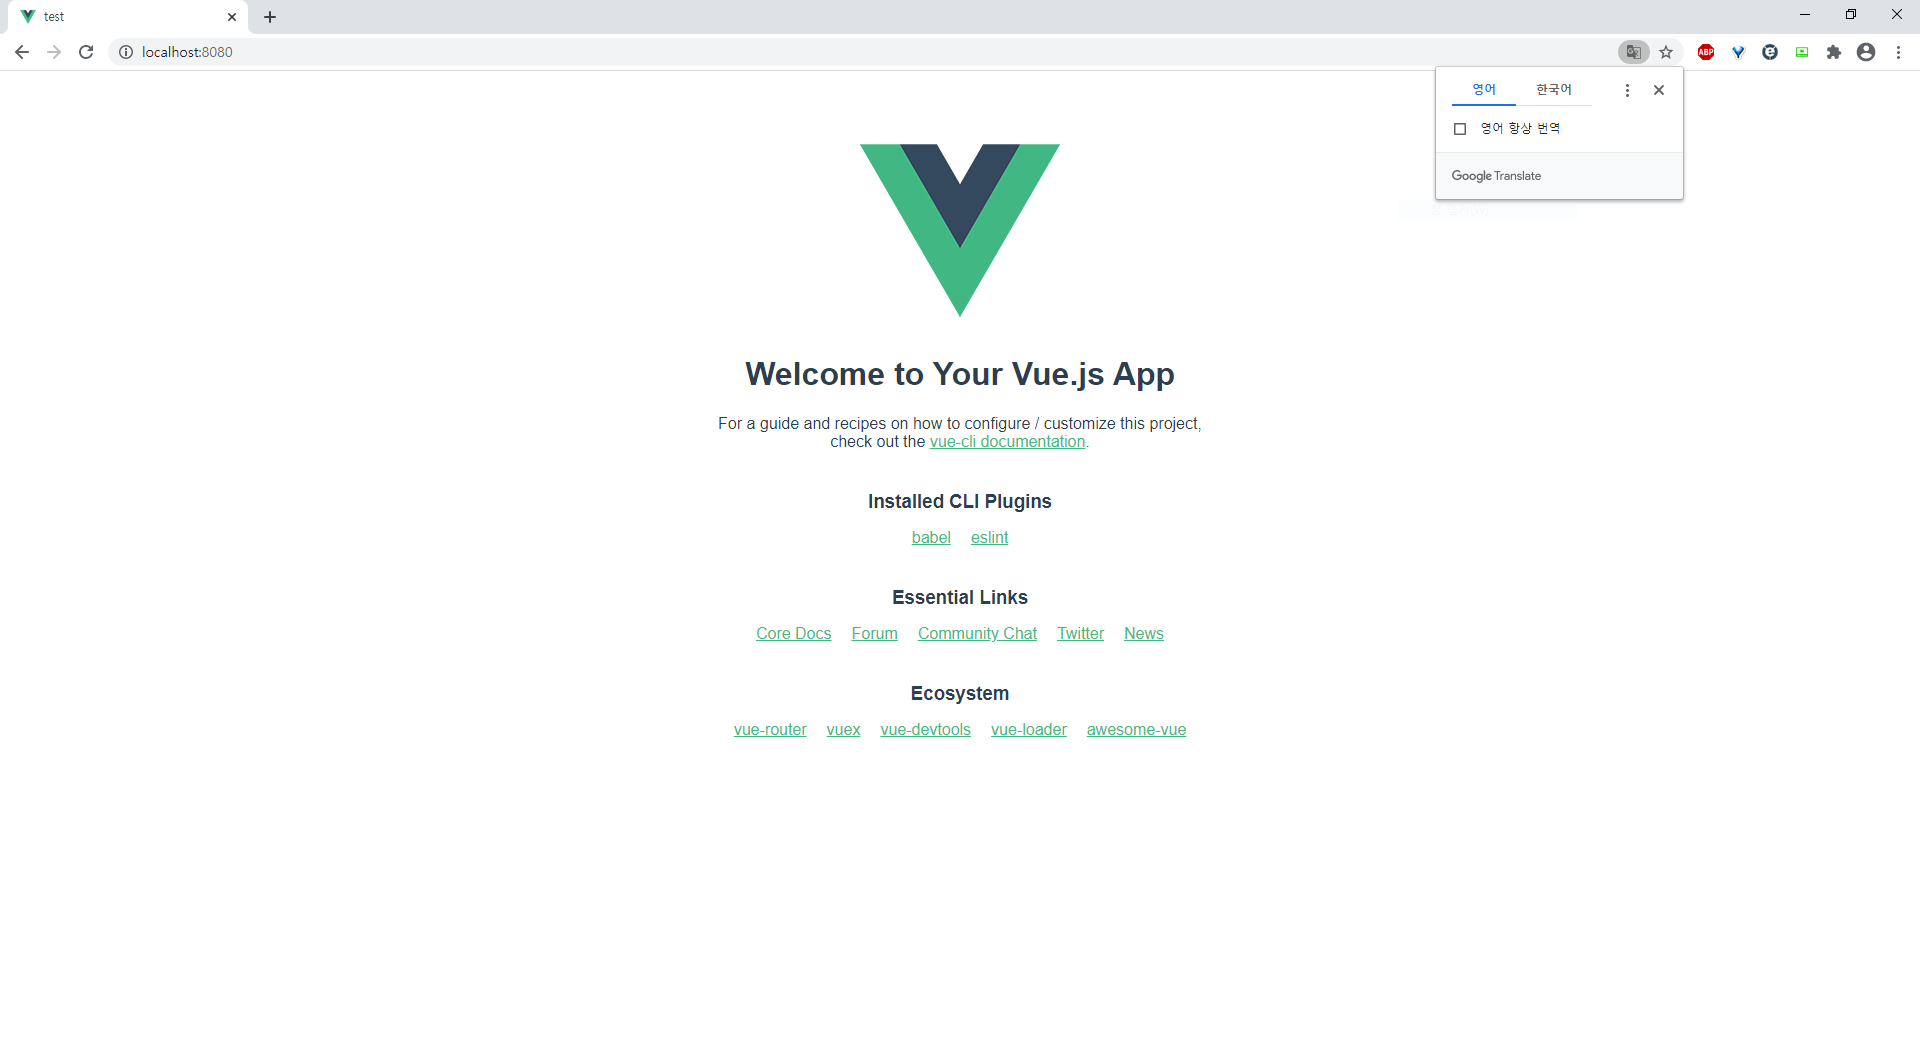 test
localhost:8080
ABP
영어 한국어
영어 항상 번역
Google Translate
Welcome to Your Vue.js App
For a guide and recipes on how to configure / customize this project,
check out the vue-cli documentation.
Installed CLI Plugins
babel eslint
Essential Links
Core Docs Forum Community Chat Twitter News
Ecosystem
vue-router vuex vue-devtools vue-loader awesome-vue